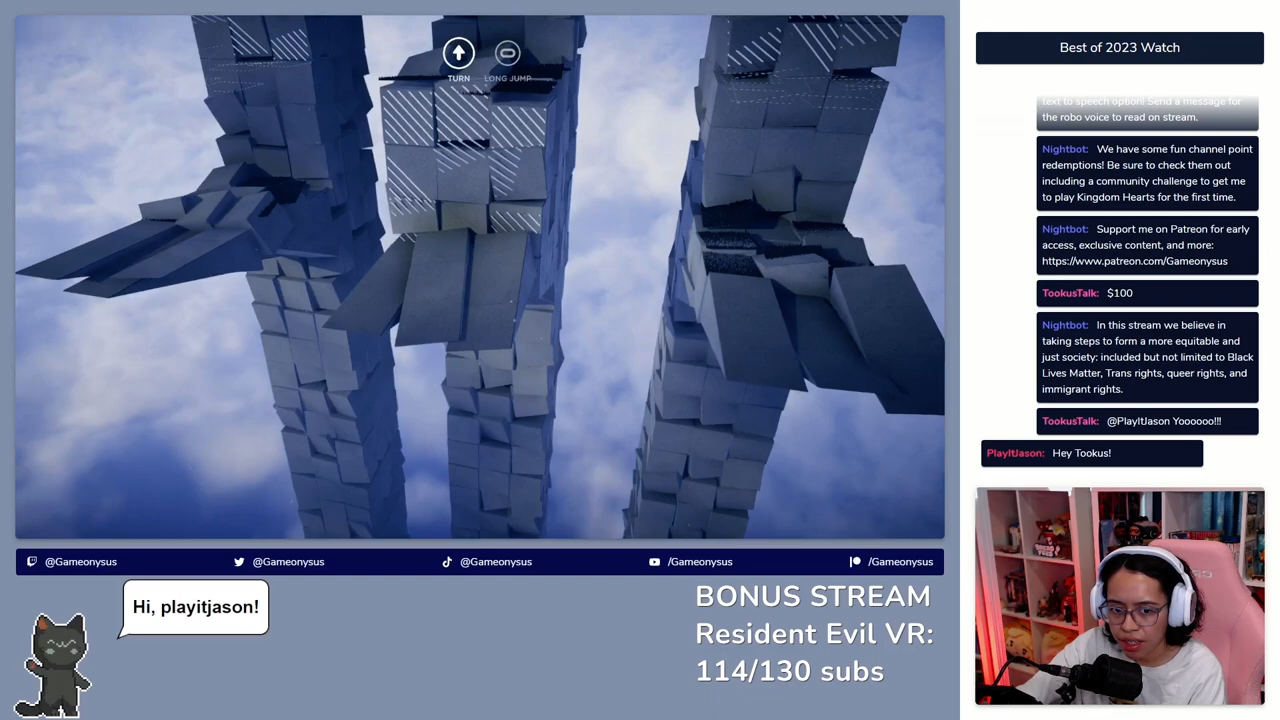 TURN
LONG JUMP
Best of 2023 Watch
text to speech option! Send a message for
the robo voice to read on stream.
Nightbot: We have some fun channel point
redemptions! Be sure to check them out
including a community challenge to get me
to play Kingdom Hearts for the first time.
Nightbot: Support me on Patreon for early
access, exclusive content, and more:
https://www.patreon.com/Gameonysus
TookusTalk: $100
Nightbot: In this stream we believe in
taking steps to form a more equitable and
just society: included but not limited to Black
Lives Matter, Trans rights, queer rights, and
immigrant rights.
TookusTalk: @PlayItJason Yoooooo!!!
PlayItJason: Hey Tookus!
@Gameonysus
@Gameonysus
@Gameonysus
/Gameonysus
/Gameonysus
Hi, playitjason!
BONUS STREAM
Resident Evil VR:
114/130 subs